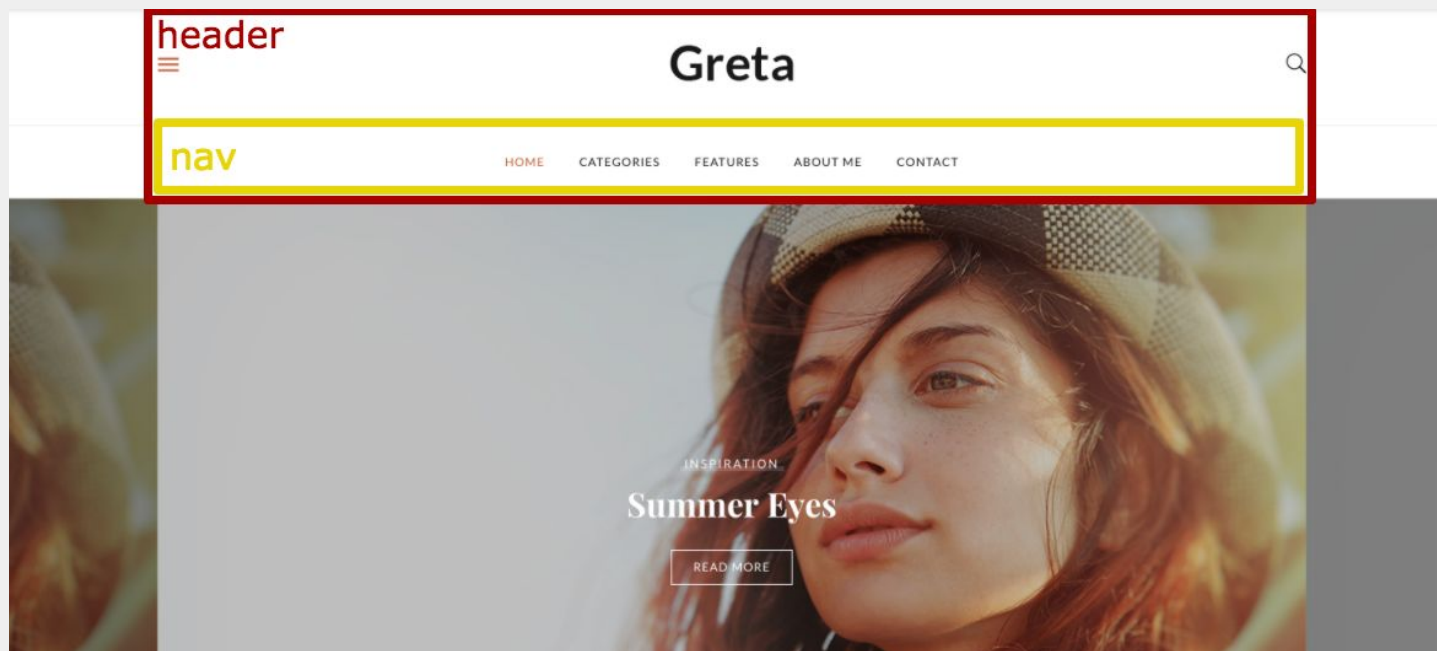 header
Greta
nav
HOME CATEGORIES FEATURES ABOUT ME CONTACT
INSPIRATION
Summer Eyes
READ MORE